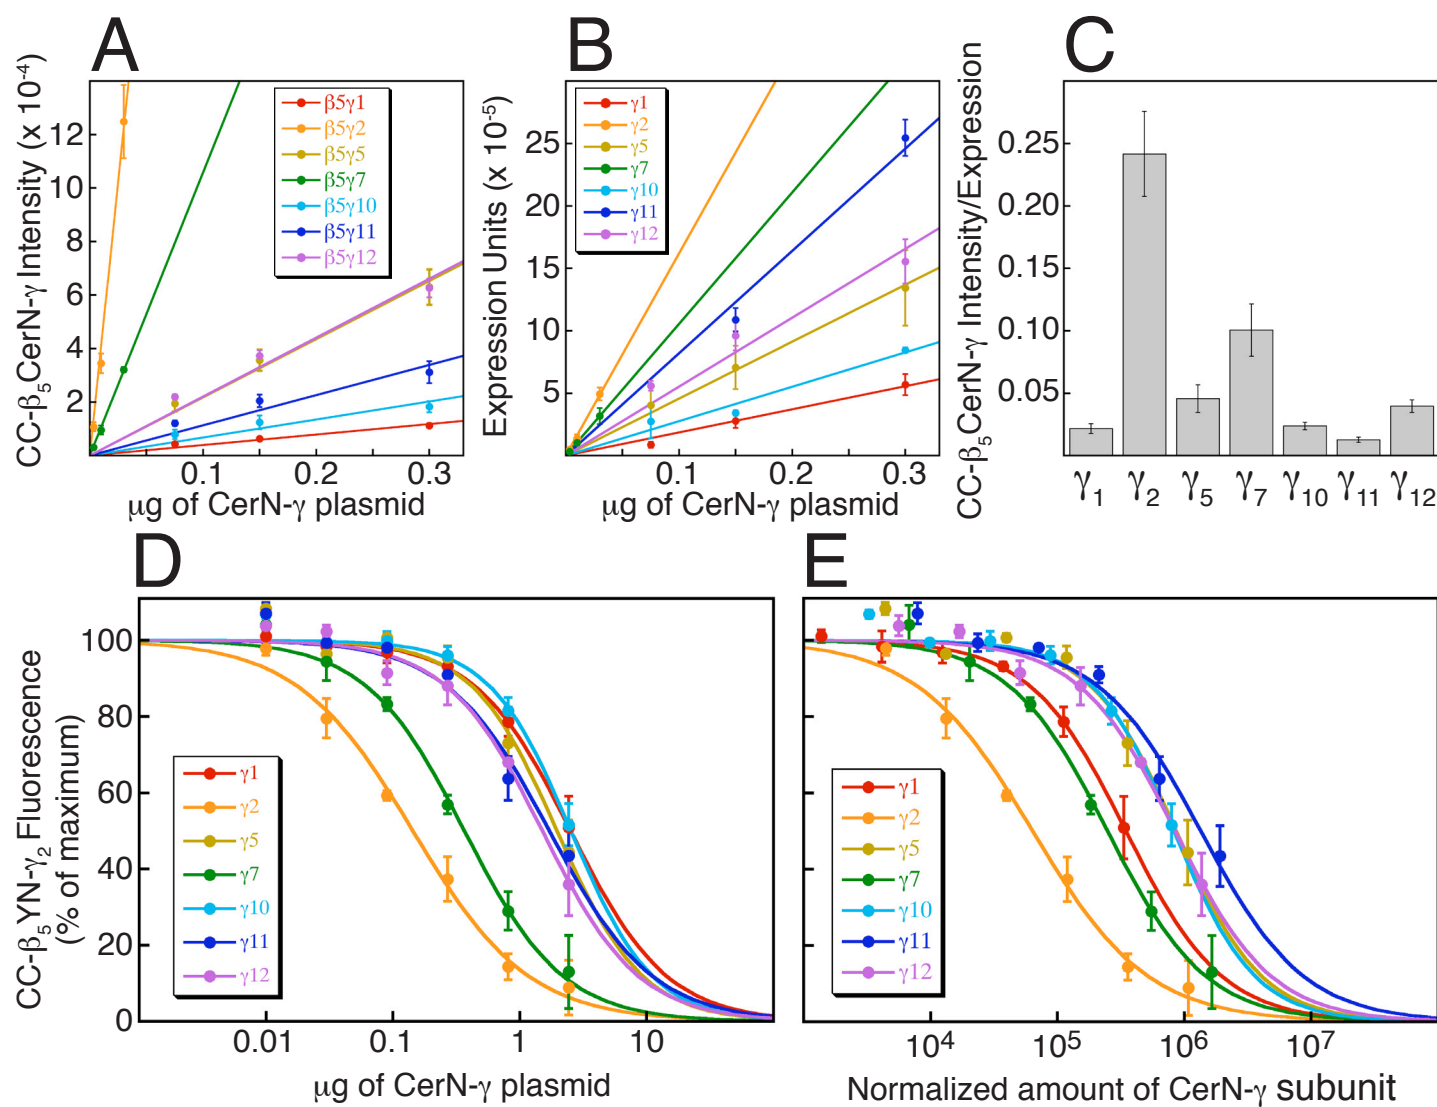 A
CC-β5CerN-γ Intensity (x 10-4)
12
10
8
6
4
2
0.1
0.2
0.3
μg of CerN-γ plasmid
β5γ1
β5γ2
β5γ5
β5γ7
β5γ10
β5γ11
β5γ12
B
Expression Units (x 10-5)
25
20
15
10
5
0.1
0.2
0.3
μg of CerN-γ plasmid
γ1
γ2
γ5
γ7
γ10
γ11
γ12
C
CC-β5CerN-γ Intensity/Expression
0.25
0.20
0.15
0.10
0.05
γ1
γ2
γ5
γ7
γ10
γ11
γ12
D
CC-β5YN-γ2 Fluorescence
(% of maximum)
100
80
60
40
20
0
0.01
0.1
1
10
μg of CerN-γ plasmid
γ1
γ2
γ5
γ7
γ10
γ11
γ12
E
104
105
106
107
Normalized amount of CerN-γ subunit
γ1
γ2
γ5
γ7
γ10
γ11
γ12